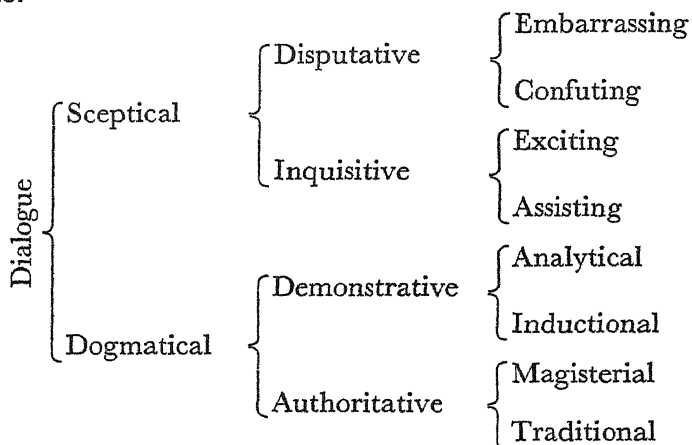 Embarrassing
Disputative
Confuting
Sceptical
Exciting
Inquisitive
Assisting
Dialogue
Analytical
Demonstrative
Inductional
Dogmatical
Magisterial
Authoritative
Traditional